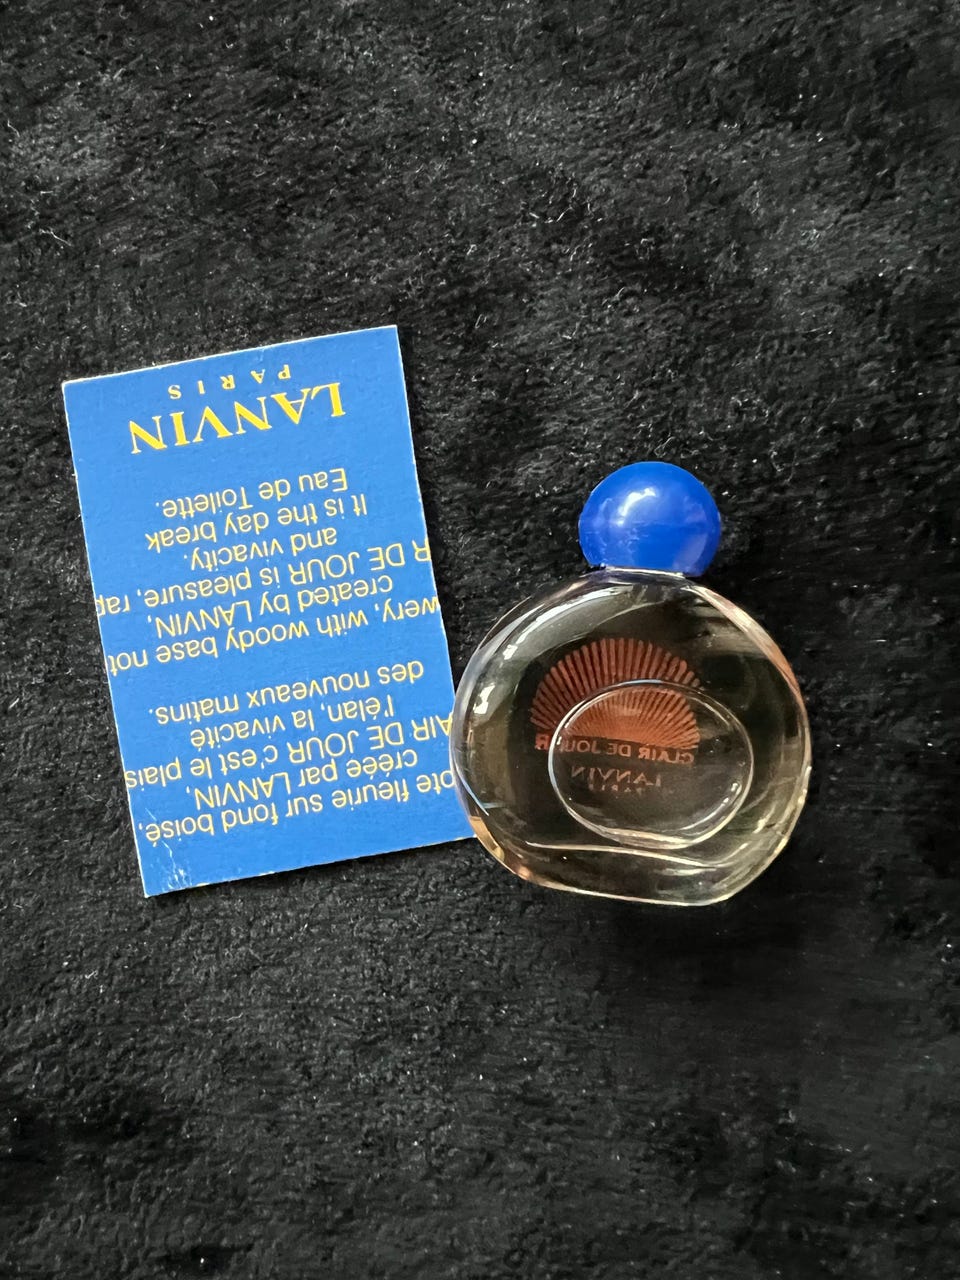 ote fleurie sur fond boisé,
créée par LANVIN,
AIR DE JOUR c'est le plais
l'élan, la vivacité
des nouveaux matins.
wery, with woody base not
created by LANVIN,
R DE JOUR is pleasure, rap
and vivacity.
It is the day break
Eau de Toilette.
LANVIN
PARIS
CLAIR DE JOUR
LANVIN
PARIS